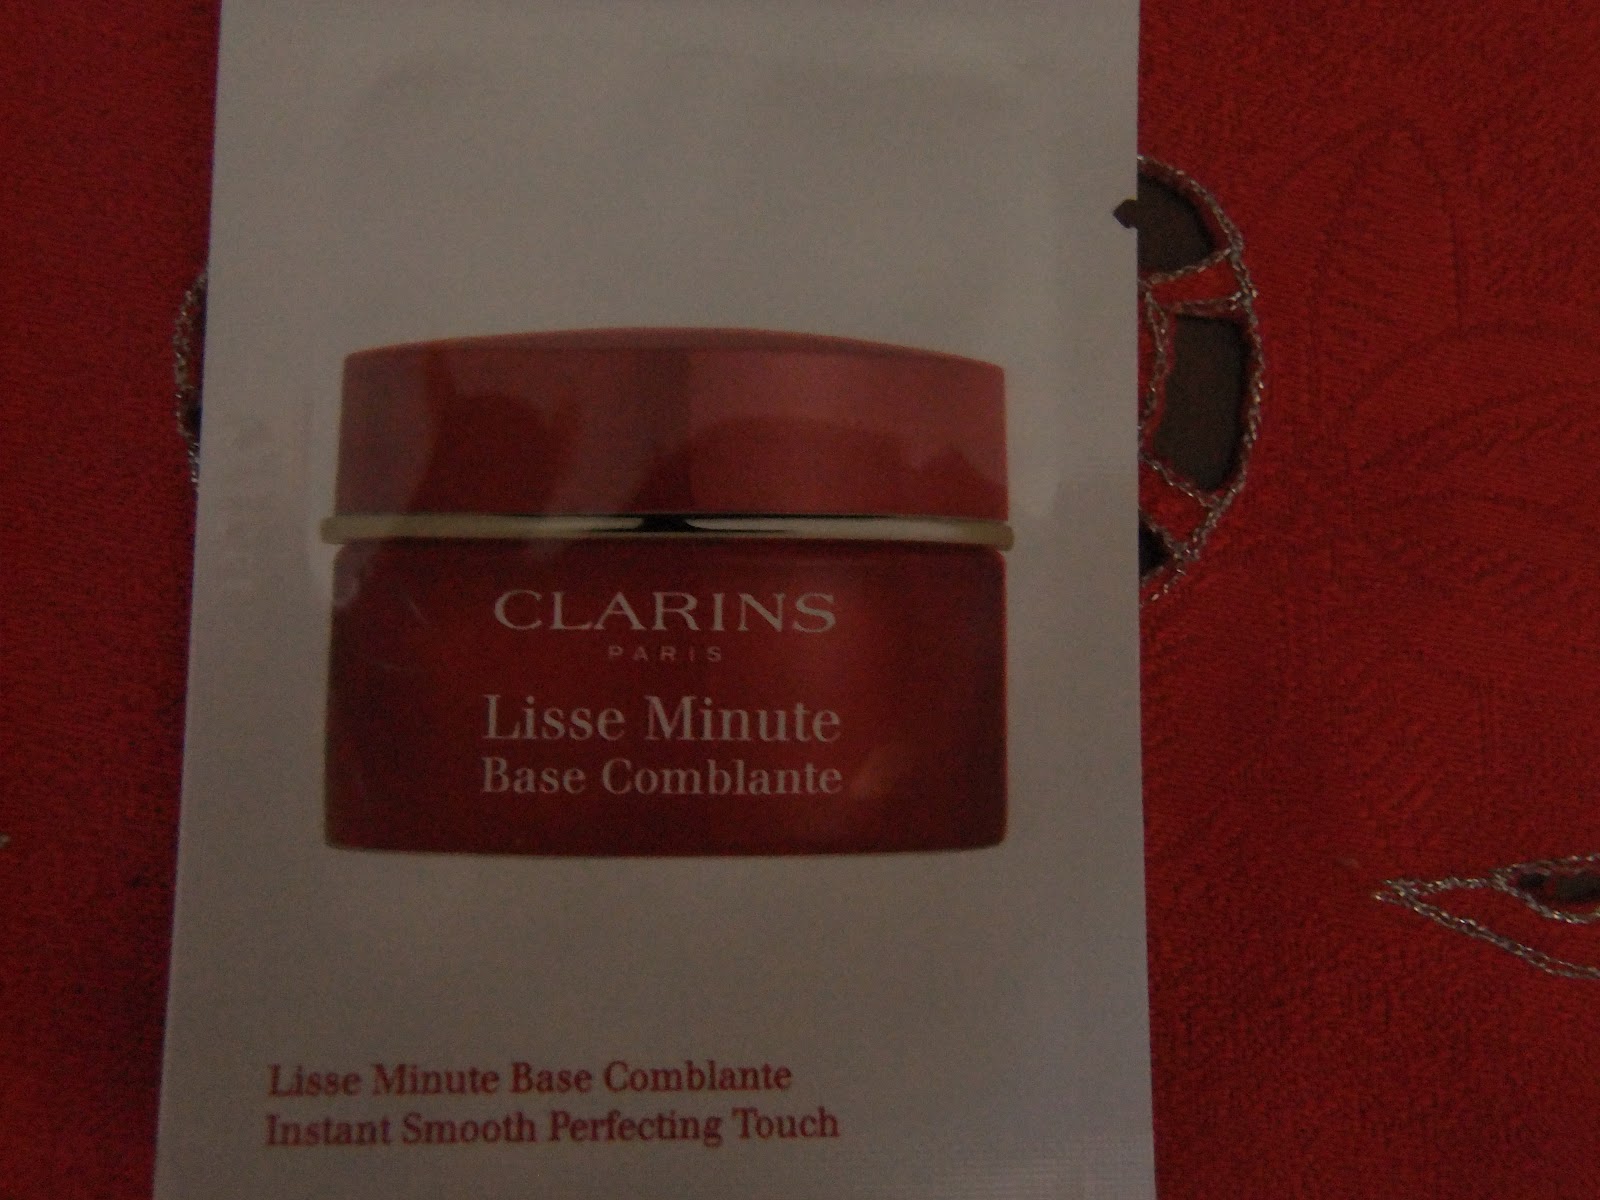 CLARINS
PARIS
Lisse Minute
Base Comblante
Lisse Minute Base Comblante
Instant Smooth Perfecting Touch